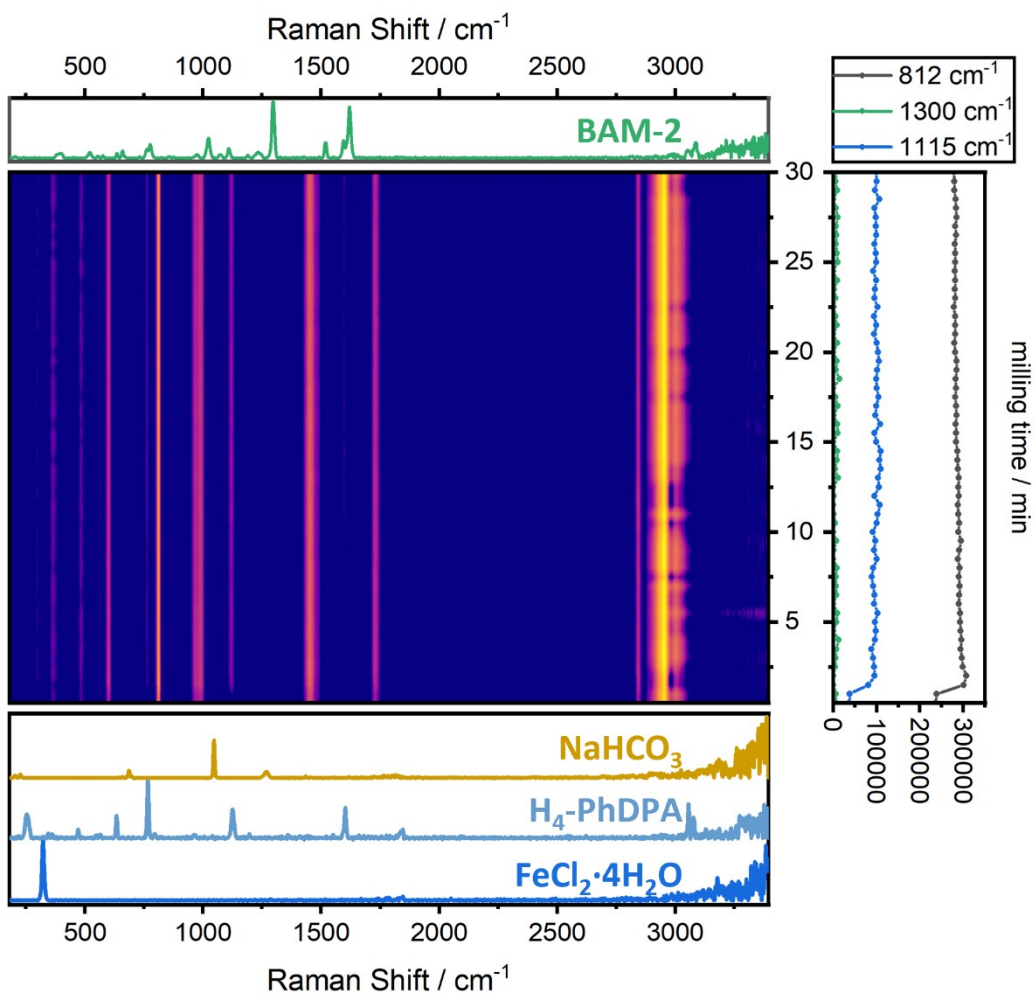 Raman Shift / cm⁻¹
500 1000 1500 2000 2500 3000
BAM-2
812 cm⁻¹
1300 cm⁻¹
1115 cm⁻¹
30
25
20
15
10
5
milling time / min
0 100000 200000 300000
NaHCO₃
H₄-PhDPA
FeCl₂·4H₂O
500 1000 1500 2000 2500 3000
Raman Shift / cm⁻¹